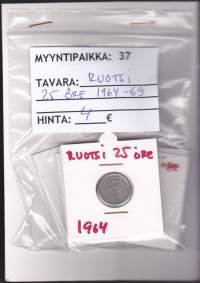 MYYNTIPAIKKA: 37
TAVARA: RUOTSI
25 ÖRE 1964-69
HINTA: 4 €
RUOTSI 25 öre
1964